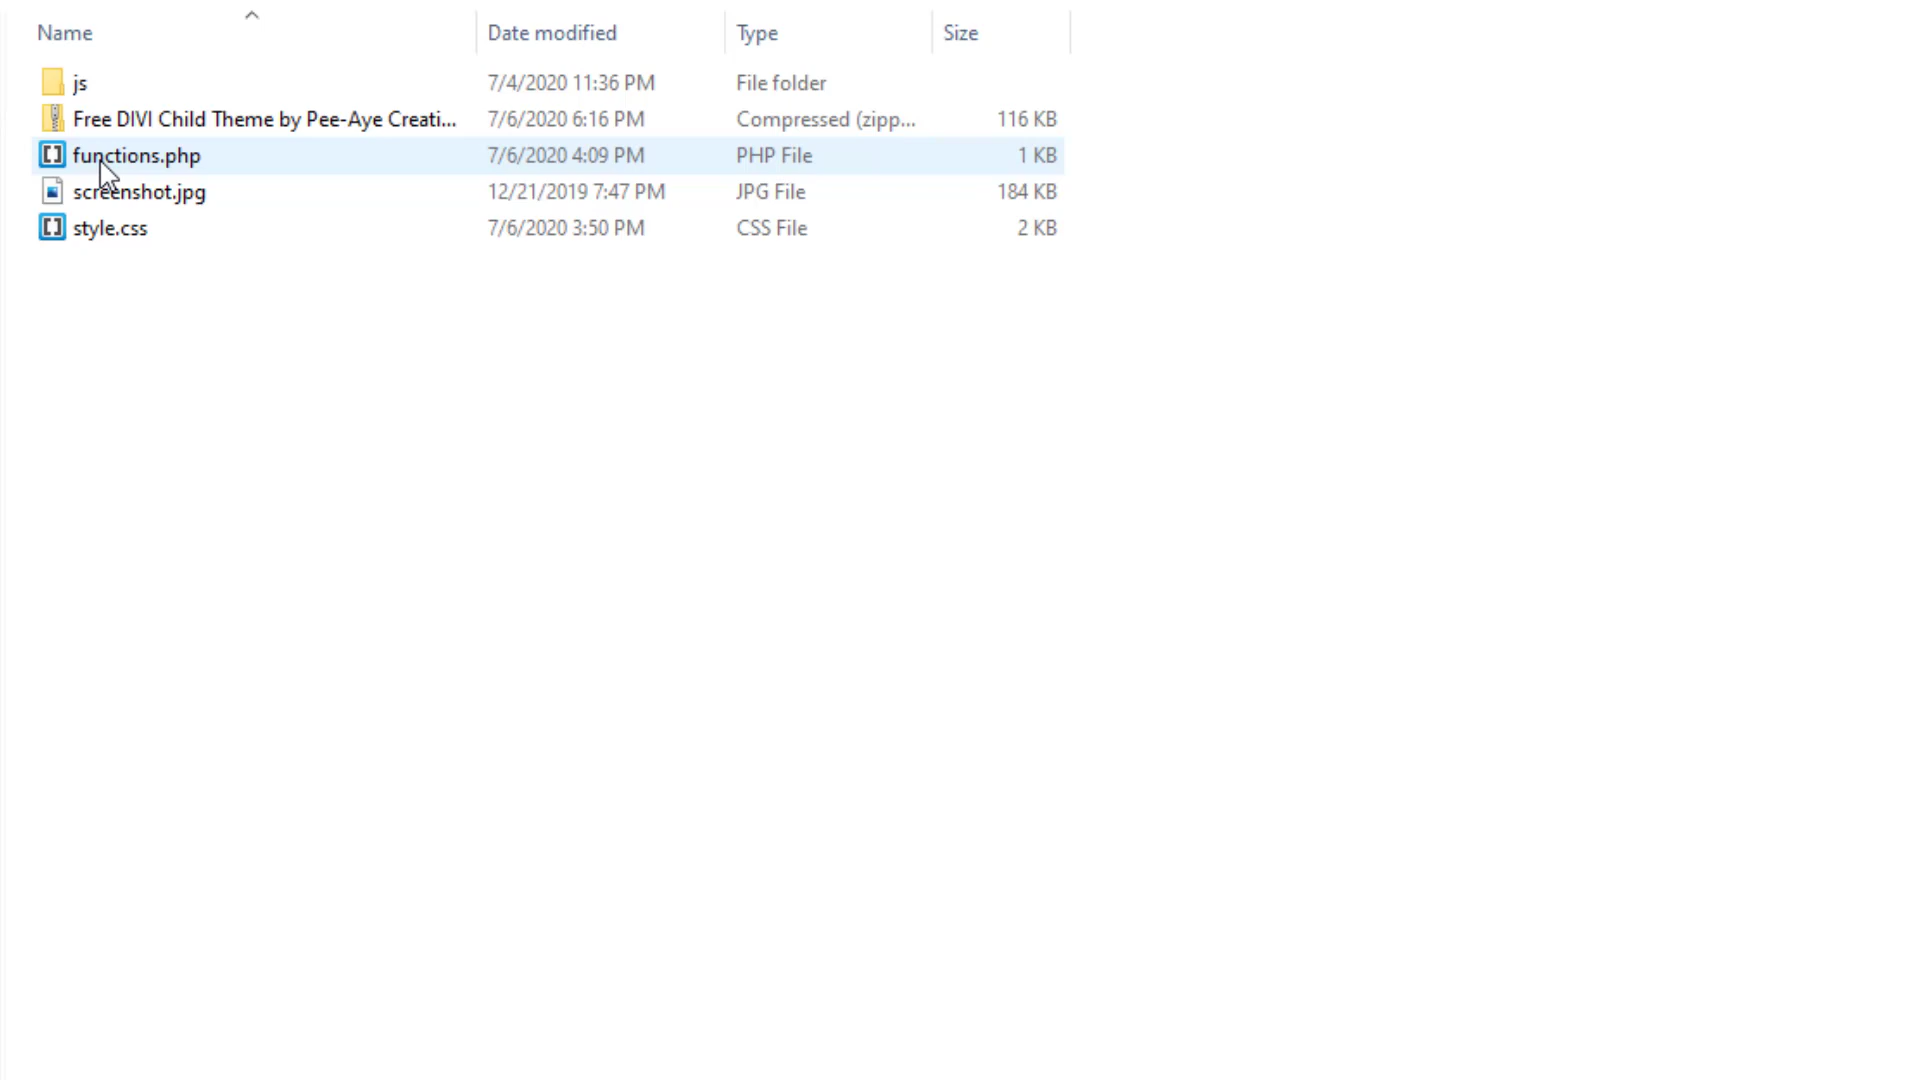 Name Date modified Type Size
js 7/4/2020 11:36 PM File folder
Free DIVI Child Theme by Pee-Aye Creati... 7/6/2020 6:16 PM Compressed (zipp... 116 KB
functions.php 7/6/2020 4:09 PM PHP File 1 KB
screenshot.jpg 12/21/2019 7:47 PM JPG File 184 KB
style.css 7/6/2020 3:50 PM CSS File 2 KB